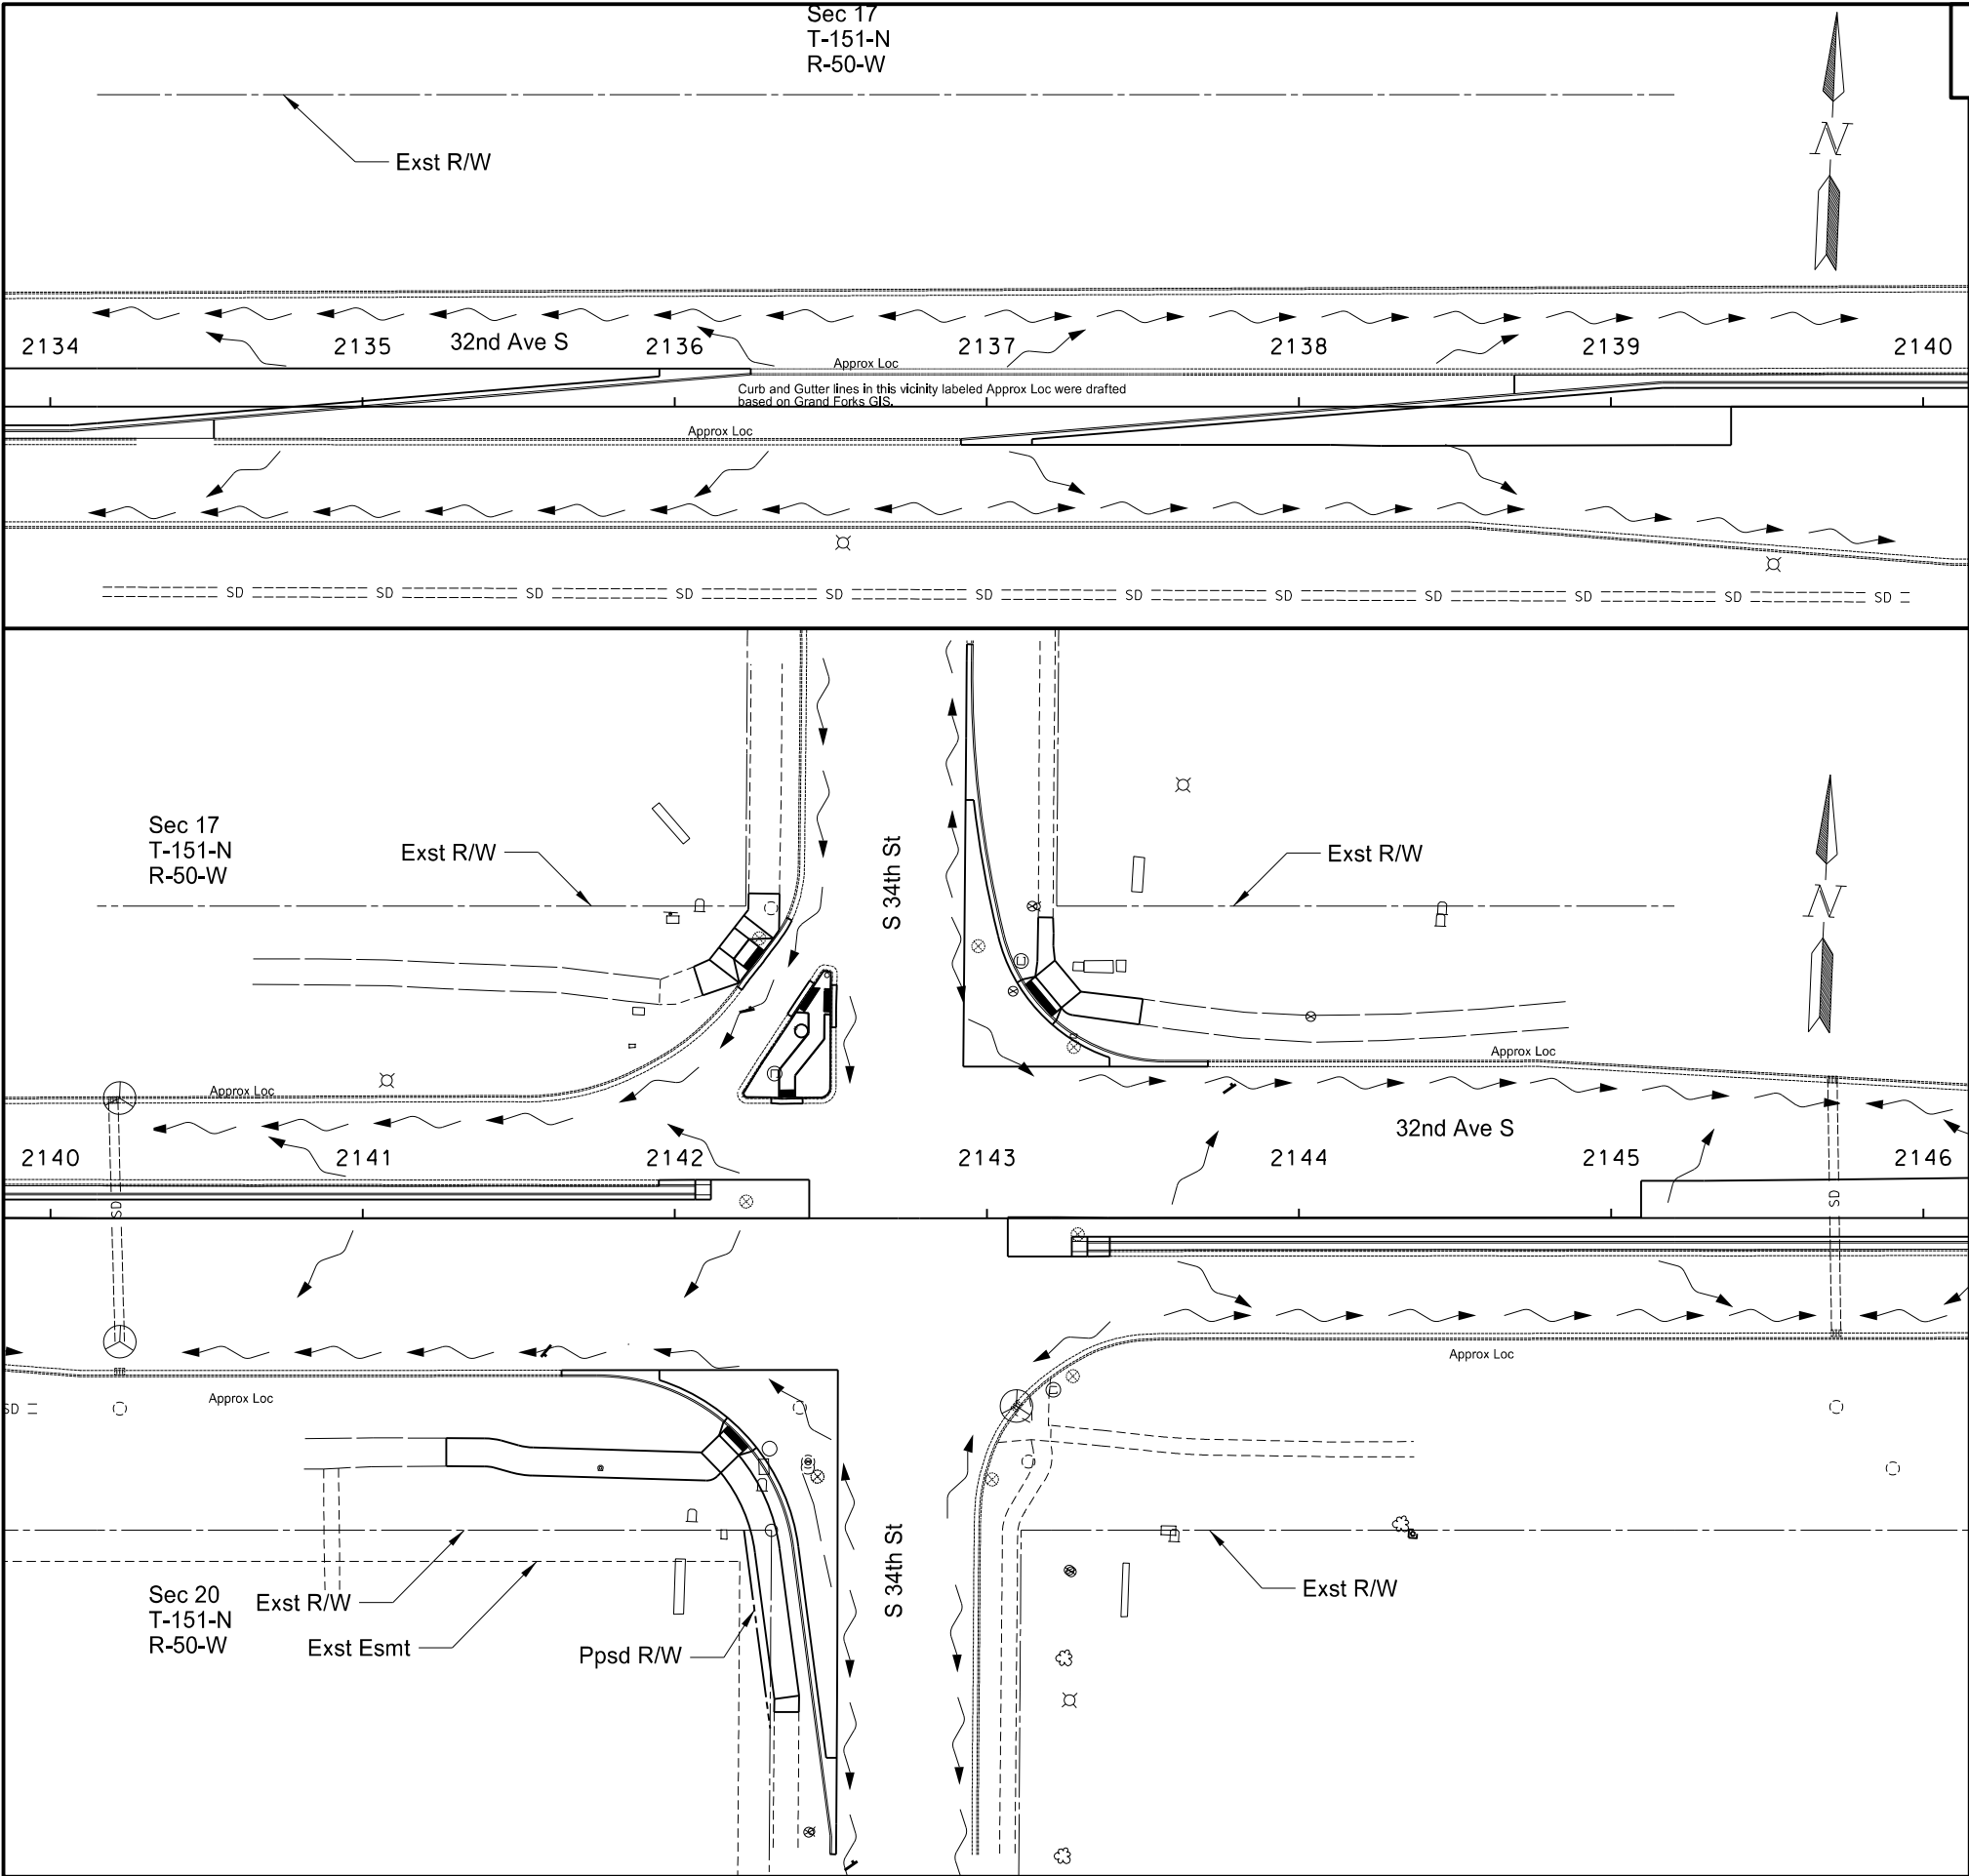 Sec 17
T-151-N
R-50-W
N
Exst R/W
2134 2135 32nd Ave S 2136 2137 2138 2139 2140
Approx Loc
Curb and Gutter lines in this vicinity labeled Approx Loc were drafted
based on Grand Forks GIS.
Approx Loc
SD SD SD SD SD SD SD SD SD SD SD SD
Sec 17
T-151-N
R-50-W
Exst R/W
S 34th St
Exst R/W
N
Approx Loc
Approx Loc
32nd Ave S
2140 2141 2142 2143 2144 2145 2146
SD
SD
Approx Loc
Approx Loc
SD
S 34th St
Sec 20
T-151-N
R-50-W
Exst R/W
Exst Esmt
Ppsd R/W
Exst R/W